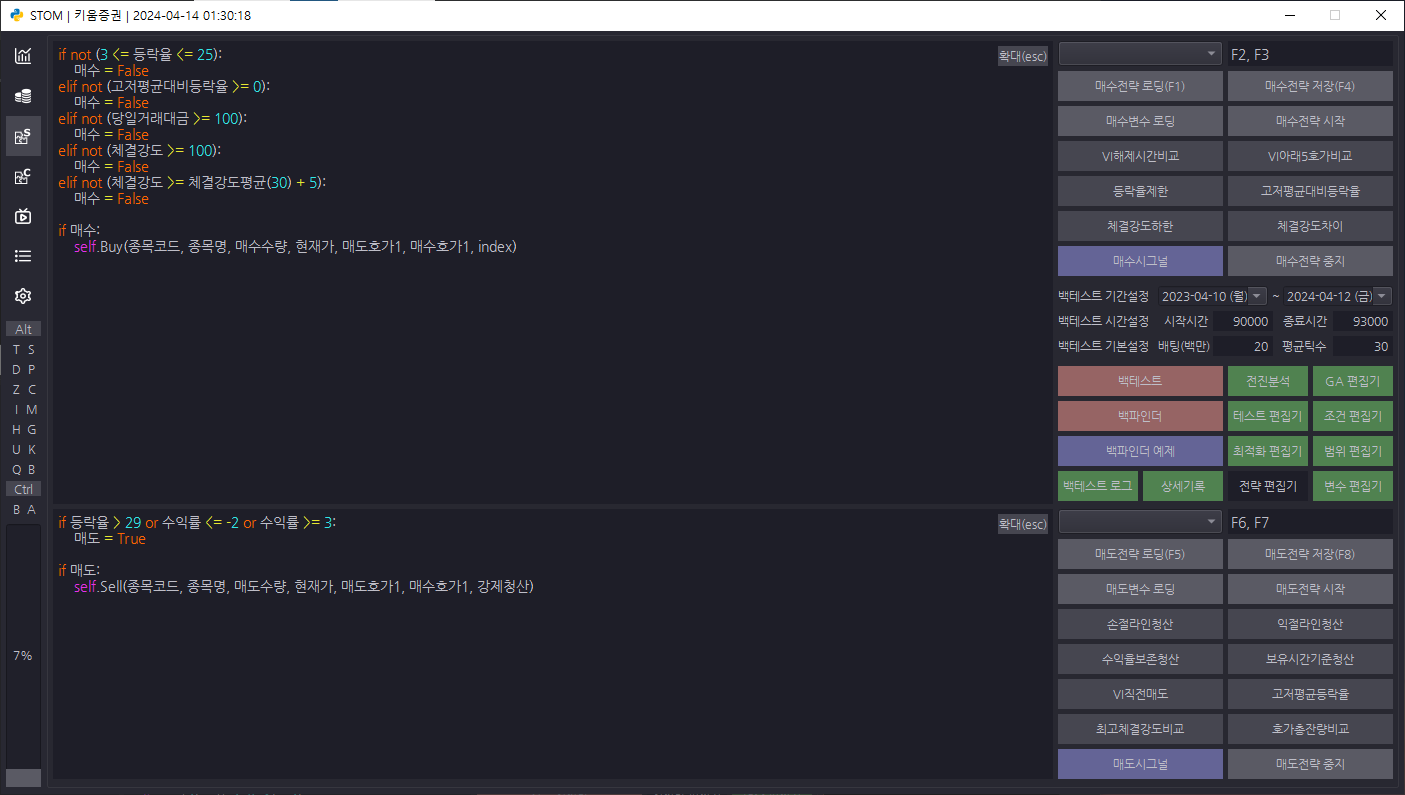 STOM | 키움증권 | 2024-04-14 01:30:18
if not (3 <= 등락율 <= 25):
    매수 = False
elif not (고저평균대비등락율 >= 0):
    매수 = False
elif not (당일거래대금 >= 100):
    매수 = False
elif not (체결강도 >= 100):
    매수 = False
elif not (체결강도 >= 체결강도평균(30) + 5):
    매수 = False
if 매수:
    self.Buy(종목코드, 종목명, 매수수량, 현재가, 매도호가1, 매수호가1, index)
확대(esc)
F2, F3
매수전략 로딩(F1) 매수전략 저장(F4)
매수변수 로딩 매수전략 시작
VI해제시간비교 VI아래5호가비교
등락율제한 고저평균대비등락율
체결강도하한 체결강도차이
매수시그널 매수전략 중지
백테스트 기간설정 2023-04-10 (월) ~ 2024-04-12 (금)
백테스트 시간설정 시작시간 90000 종료시간 93000
백테스트 기본설정 배팅(백만) 20 평균틱수 30
백테스트 전진분석 GA 편집기
백파인더 테스트 편집기 조건 편집기
백파인더 예제 최적화 편집기 범위 편집기
백테스트 로그 상세기록 전략 편집기 변수 편집기
Alt
T S
D P
Z C
I M
H G
U K
Q B
Ctrl
B A
7%
if 등락율 > 29 or 수익률 <= -2 or 수익률 >= 3:
    매도 = True
if 매도:
    self.Sell(종목코드, 종목명, 매도수량, 현재가, 매도호가1, 매수호가1, 강제청산)
확대(esc)
F6, F7
매도전략 로딩(F5) 매도전략 저장(F8)
매도변수 로딩 매도전략 시작
손절라인청산 익절라인청산
수익율보존청산 보유시간기준청산
VI직전매도 고저평균등락율
최고체결강도비교 호가총잔량비교
매도시그널 매도전략 중지